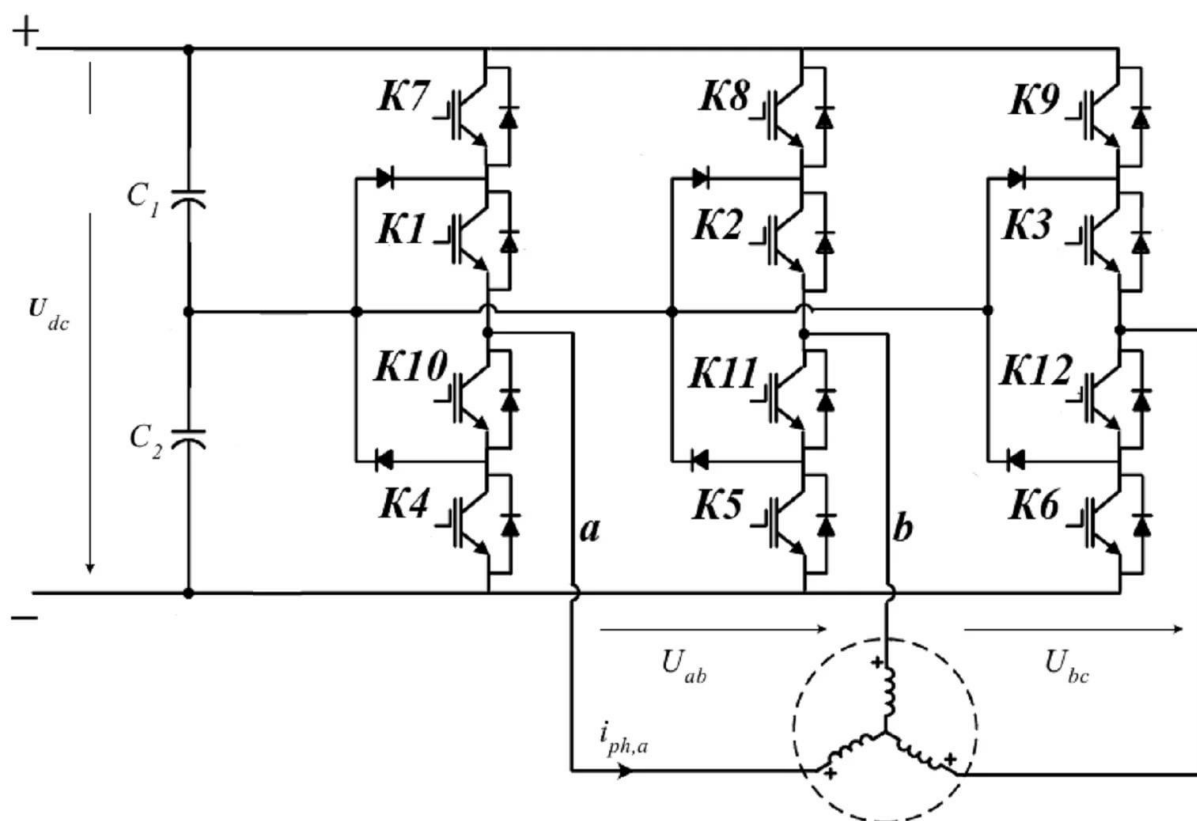 +
K7
K8
K9
C1
K1
K2
K3
Udc
K10
K11
K12
C2
K4
K5
K6
a
b
−
Uab
Ubc
+
iph,a
+
+